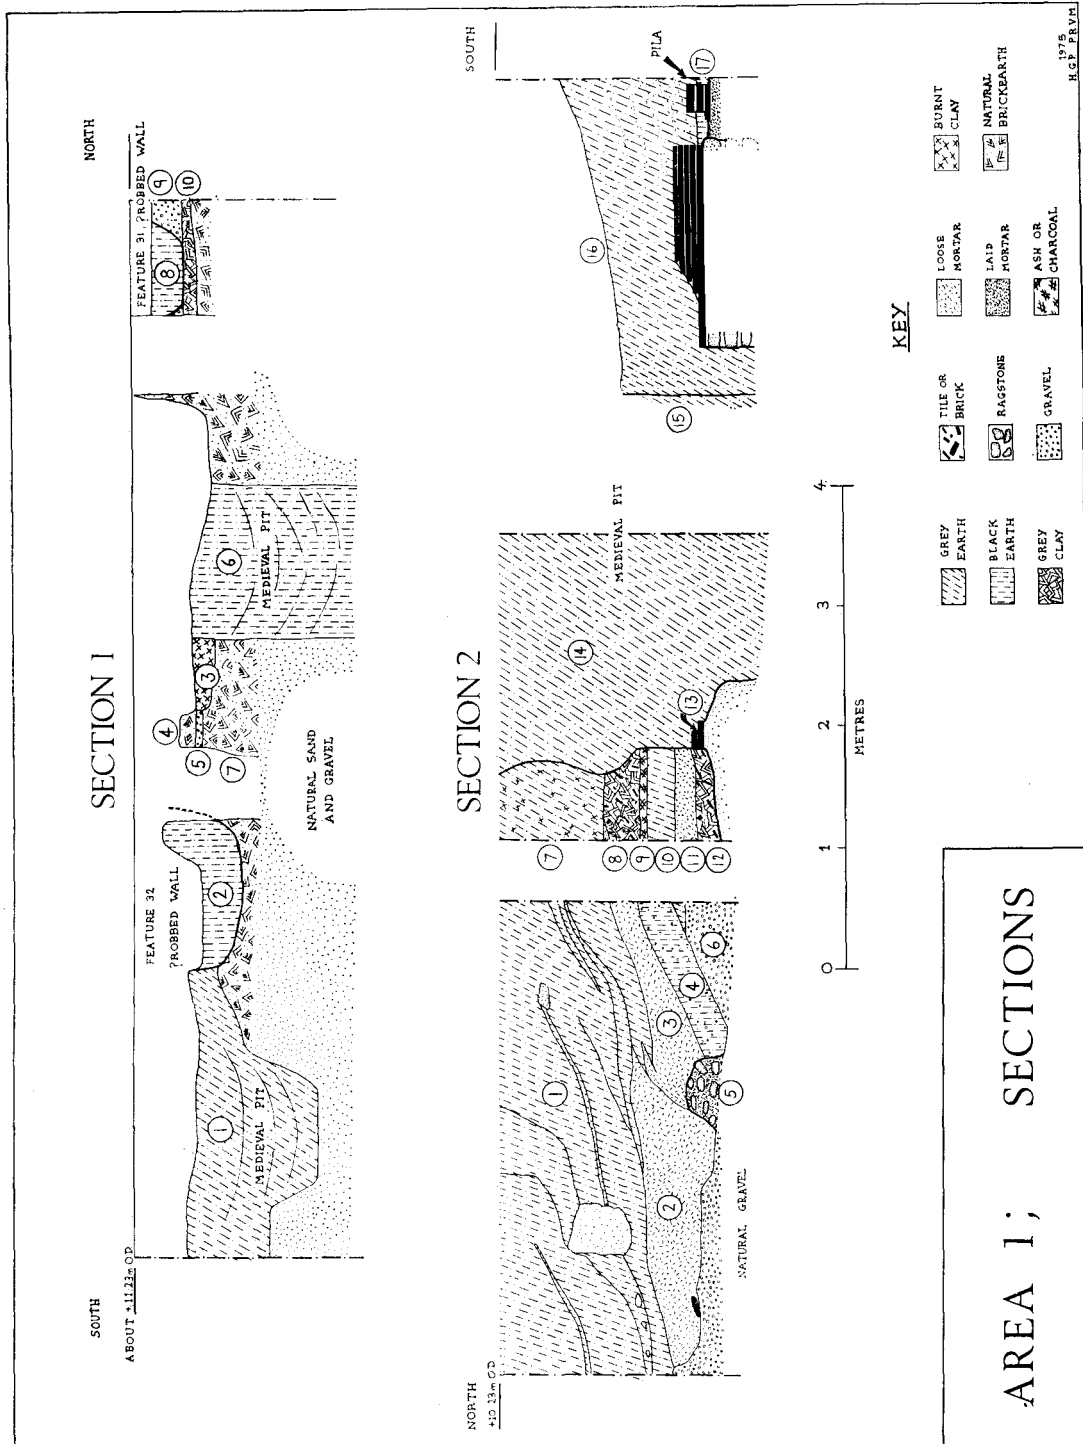 SECTION 1
SOUTH
ABOUT +11.23m O.D
NORTH
MEDIEVAL PIT
1
FEATURE 32
?ROBBED WALL
2
NATURAL SAND
AND GRAVEL
4
5
7
3
6
MEDIEVAL PIT
FEATURE 31, ?ROBBED WALL
8
9
10
SECTION 2
NORTH
+10.23m O.D
SOUTH
1
2
3
4
5
6
NATURAL GRAVEL
7
8
9
10
11
12
13
14
MEDIEVAL PIT
15
16
PILA
17
0 1 2 3 4
METRES
KEY
GREY
EARTH
BLACK
EARTH
GREY
CLAY
TILE OR
BRICK
RAGSTONE
GRAVEL
LOOSE
MORTAR
LAID
MORTAR
ASH OR
CHARCOAL
BURNT
CLAY
NATURAL
BRICKEARTH
AREA 1; SECTIONS
1975
H.G.P. P.R.V.M